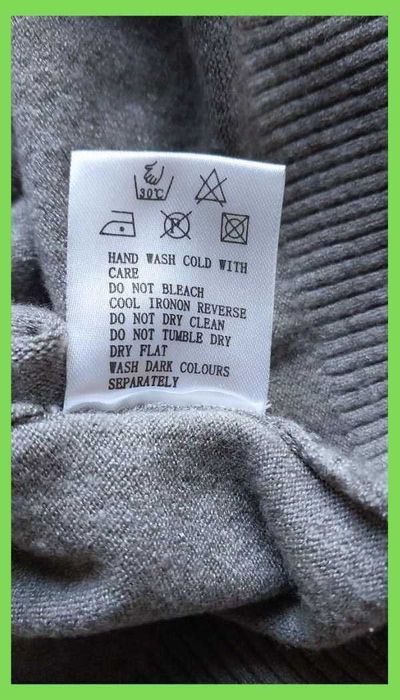 30°C
P
HAND WASH COLD WITH
CARE
DO NOT BLEACH
COOL IRONON REVERSE
DO NOT DRY CLEAN
DO NOT TUMBLE DRY
DRY FLAT
WASH DARK COLOURS
SEPARATELY